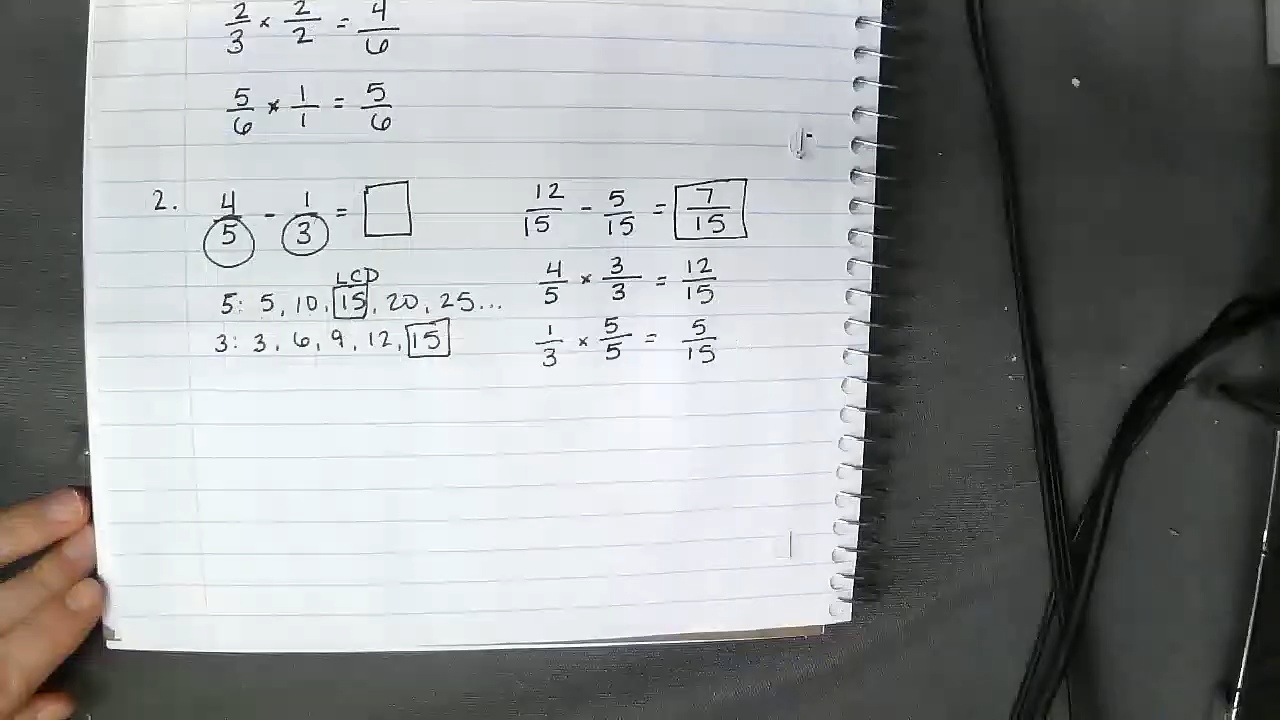 2/3 × 2/2 = 4/6
5/6 × 1/1 = 5/6
2. 4/5 - 1/3 = □
LCD
5: 5, 10, 15, 20, 25...
3: 3, 6, 9, 12, 15
12/15 - 5/15 = 7/15
4/5 × 3/3 = 12/15
1/3 × 5/5 = 5/15